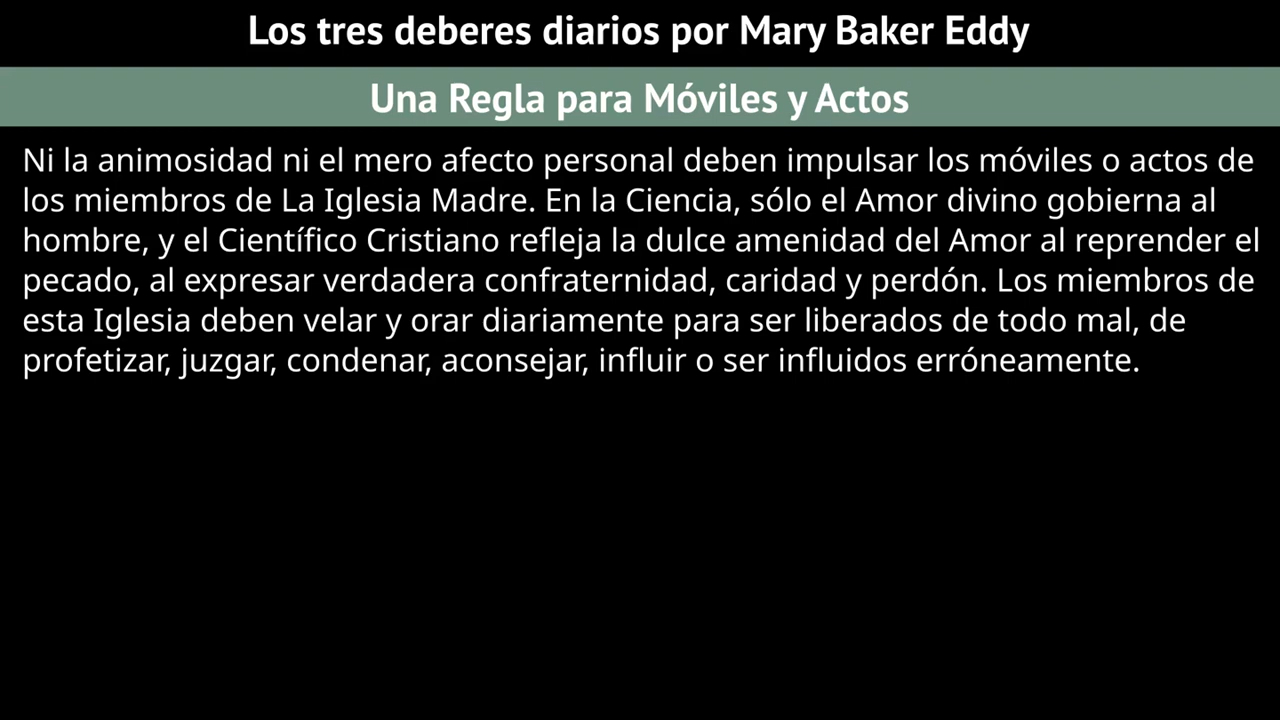 Los tres deberes diarios por Mary Baker Eddy
Una Regla para Móviles y Actos
Ni la animosidad ni el mero afecto personal deben impulsar los móviles o actos de
los miembros de La Iglesia Madre. En la Ciencia, sólo el Amor divino gobierna al
hombre, y el Científico Cristiano refleja la dulce amenidad del Amor al reprender el
pecado, al expresar verdadera confraternidad, caridad y perdón. Los miembros de
esta Iglesia deben velar y orar diariamente para ser liberados de todo mal, de
profetizar, juzgar, condenar, aconsejar, influir o ser influidos erróneamente.